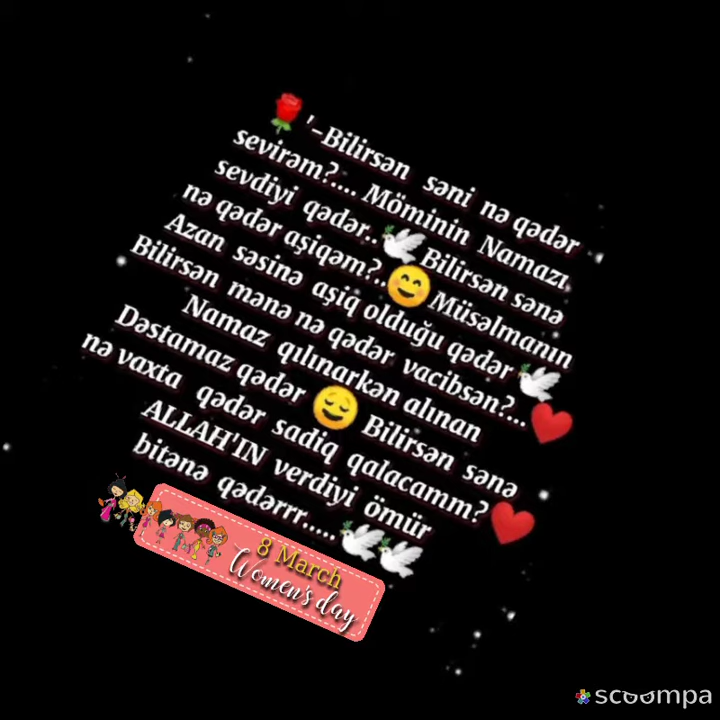 '-Bilirsən səni nə qədər
sevirəm?.... Möminin Namazı
sevdiyi qədər..🕊Bilirsən sənə
nə qədər aşiqəm?..😊Müsəlmanın
Azan səsinə aşiq olduğu qədər🕊
Bilirsən mənə nə qədər vacibsən?...❤
Namaz qılınarkən alınan
Dəstamaz qədər 😌 Bilirsən sənə
nə vaxta qədər sadiq qalacamm?❤
ALLAH'IN verdiyi ömür
bitənə qədərrr.....🕊🕊
8 March
Women's day
scoompa